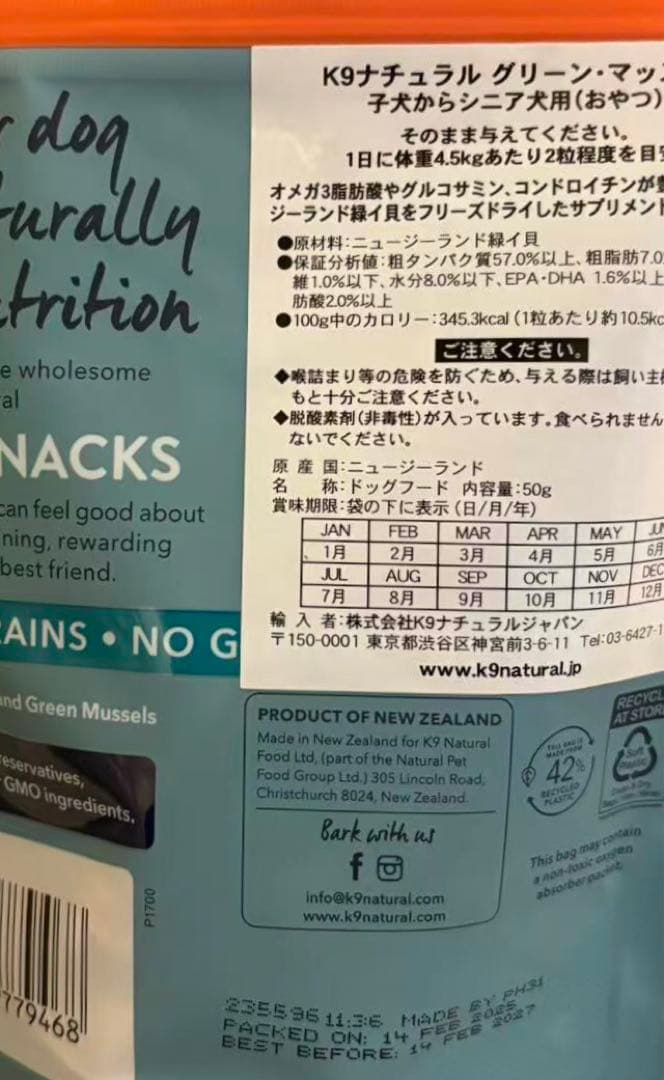 dog
urally
trition
e wholesome
al
NACKS
can feel good about
ning, rewarding
best friend.
AINS • NO G
nd Green Mussels
eservatives,
GMO ingredients.
779468
P1700
K9ナチュラル グリーン・マッ
子犬からシニア犬用(おやつ)
そのまま与えてください。
1日に体重4.5kgあたり2粒程度を目
オメガ3脂肪酸やグルコサミン、コンドロイチンが
ジーランド緑イ貝をフリーズドライしたサプリメント
●原材料:ニュージーランド緑イ貝
●保証分析値:粗タンパク質57.0%以上、粗脂肪7.0
維1.0%以下、水分8.0%以下、EPA・DHA 1.6%以上
肪酸2.0%以上
●100g中のカロリー:345.3kcal(1粒あたり約10.5kc
ご注意ください。
◆喉詰まり等の危険を防ぐため、与える際は飼い主
もと十分ご注意ください。
◆脱酸素剤(非毒性)が入っています。食べられません
ないでください。
原 産 国:ニュージーランド
名 称:ドッグフード 内容量:50g
賞味期限:袋の下に表示(日/月/年)
JAN FEB MAR APR MAY JU
1月 2月 3月 4月 5月 6月
JUL AUG SEP OCT NOV DEC
7月 8月 9月 10月 11月 12月
輸 入 者:株式会社K9ナチュラルジャパン
〒150-0001 東京都渋谷区神宮前3-6-11 Tel:03-6427-1
www.k9natural.jp
PRODUCT OF NEW ZEALAND
Made in New Zealand for K9 Natural
Food Ltd, (part of the Natural Pet
Food Group Ltd.) 305 Lincoln Road,
Christchurch 8024, New Zealand.
Bark with us
info@k9natural.com
www.k9natural.com
THIS BAG IS
MADE FROM
42%
RECYCLED
PLASTIC
RECYCL
AT STORE
Soft
Plastic
This bag may contain
a non-toxic oxygen
absorber packet.
235596 11:36 MADE BY PH31
PACKED ON: 14 FEB 2025
BEST BEFORE: 14 FEB 2027